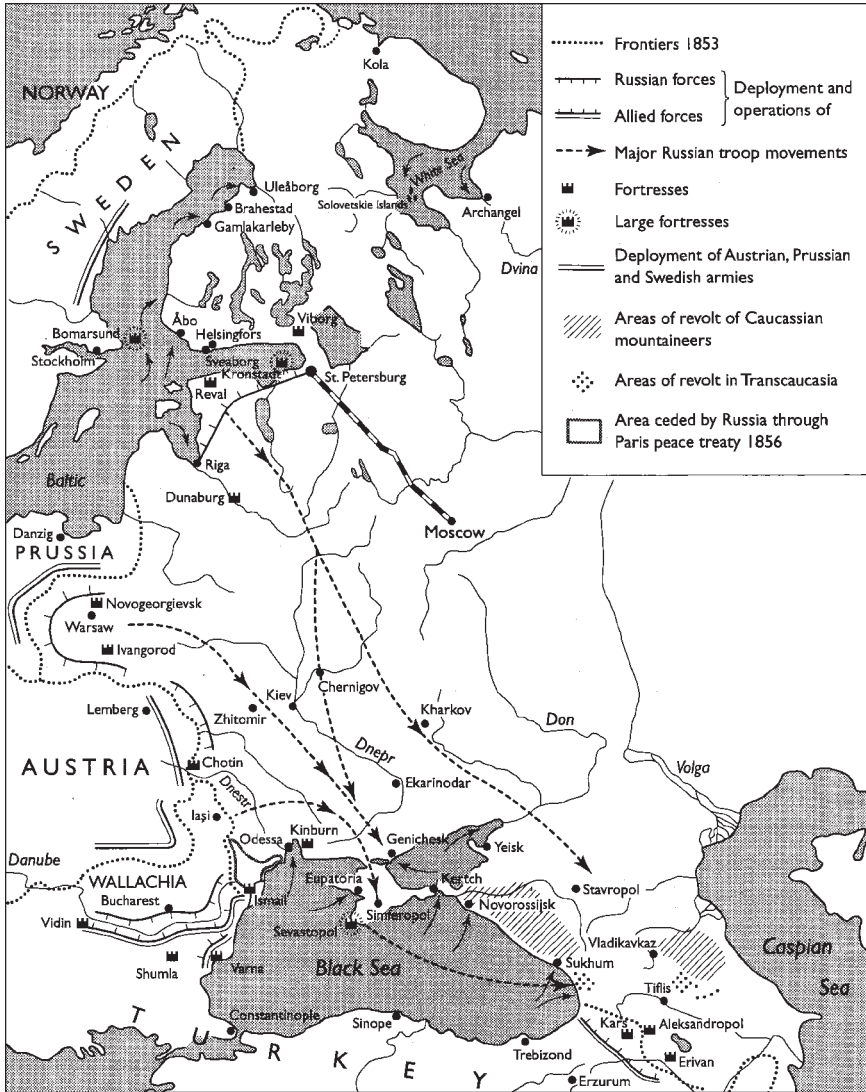 Frontiers 1853
Russian forces
Deployment and
operations of
Allied forces
Major Russian troop movements
Fortresses
Large fortresses
Deployment of Austrian, Prussian
and Swedish armies
Areas of revolt of Caucassian
mountaineers
Areas of revolt in Transcaucasia
Area ceded by Russia through
Paris peace treaty 1856
Kola
NORWAY
SWEDEN
White Sea
Uleåborg
Solovetskie islands
Brahestad
Archangel
Gamlakarleby
Dvina
Viborg
Åbo
Bomarsund
Helsingfors
Stockholm
Sveaborg
Kronstadt
St. Petersburg
Reval
Riga
Baltic
Dunaburg
Moscow
Danzig
PRUSSIA
Novogeorgievsk
Warsaw
Ivangorod
Chernigov
Kiev
Lemberg
Zhitomir
Kharkov
Don
Dnepr
Volga
AUSTRIA
Chotin
Ekarinodar
Dnestr
Iaşi
Kinburn
Odessa
Genichesk
Yeisk
Danube
WALLACHIA
Eupatoria
Kertch
Stavropol
Bucharest
Ismail
Simferopol
Novorossijsk
Vidin
Sevastopol
Vladikavkaz
Caspian
Sea
Shumla
Varna
Black Sea
Sukhum
Tiflis
Constantinople
Sinope
Kars
Aleksandropol
TURKEY
Trebizond
Erivan
Erzurum